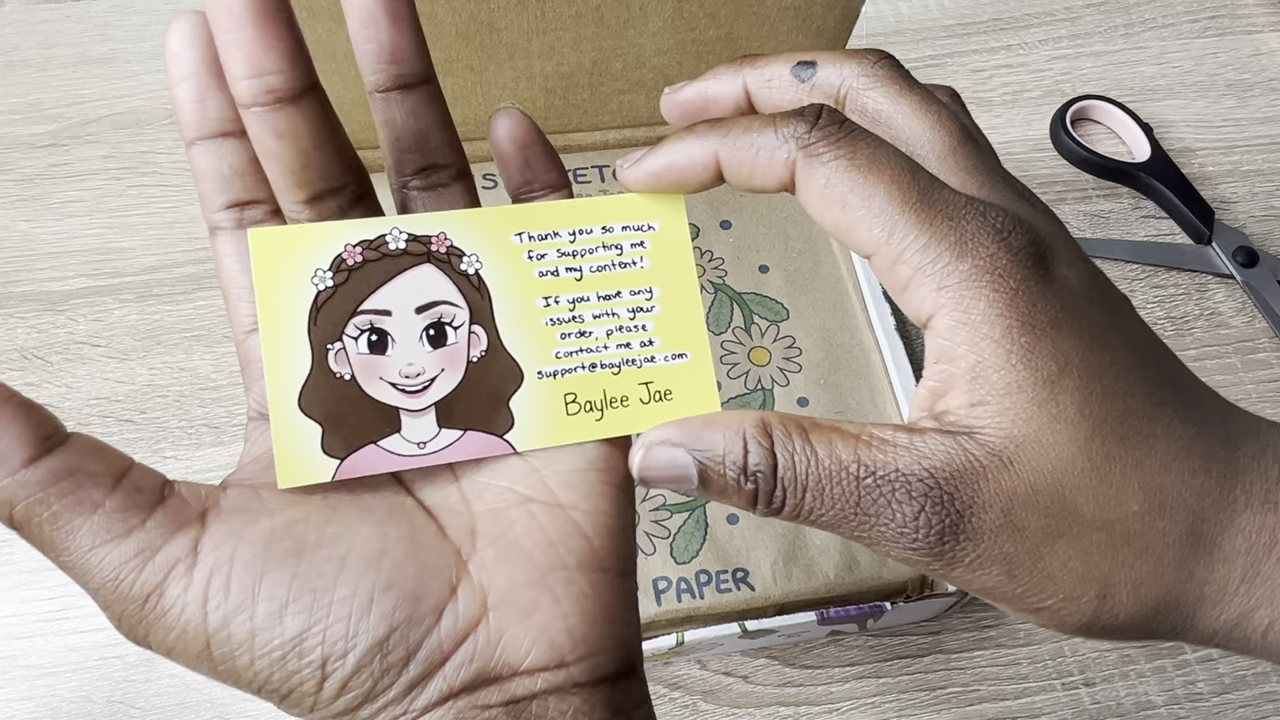 Thank you so much
for supporting me
and my content!
If you have any
issues with your
order, please
contact me at
support@bayleejae.com
Baylee Jae
PAPER